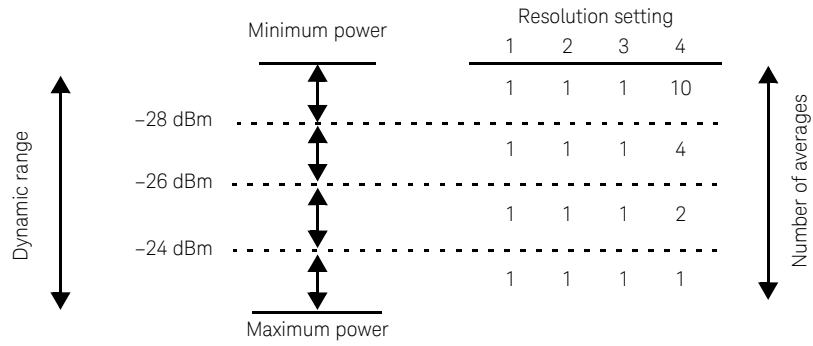 Resolution setting
Minimum power
1 2 3 4
1 1 1 10
–28 dBm
1 1 1 4
–26 dBm
1 1 1 2
–24 dBm
1 1 1 1
Maximum power
Dynamic range
Number of averages